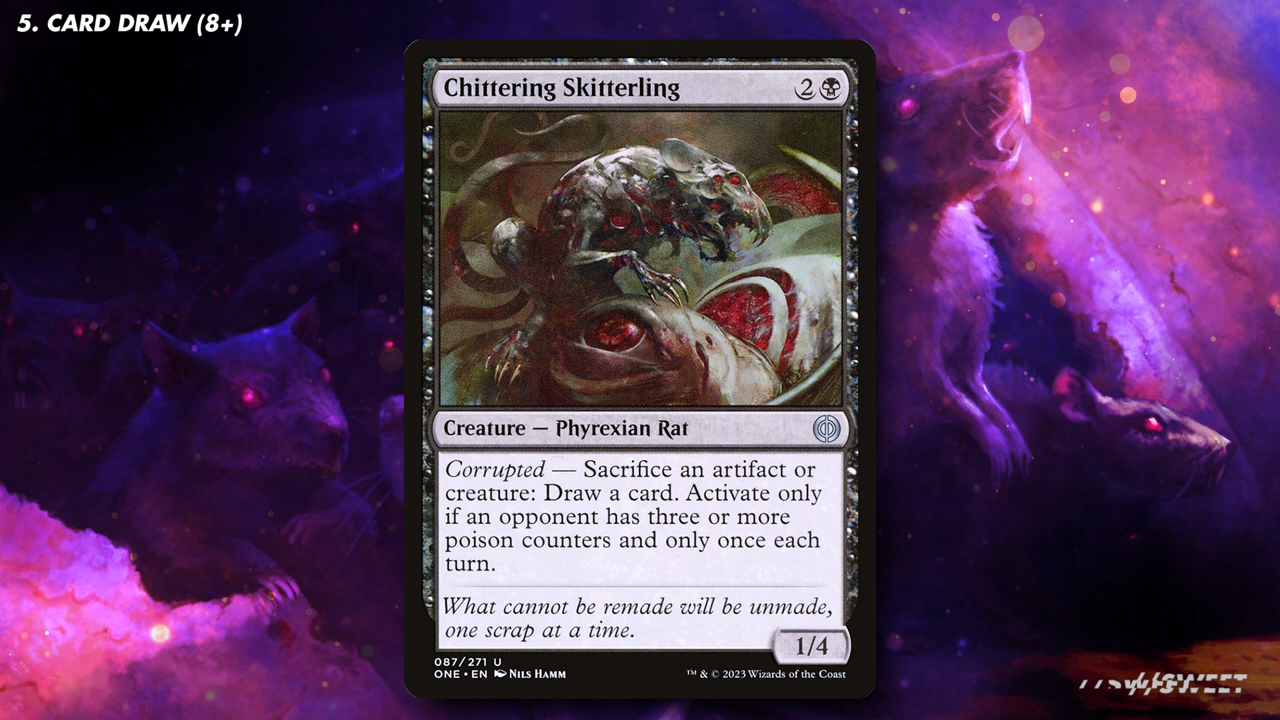 5. CARD DRAW (8+)
Chittering Skitterling 2
Creature — Phyrexian Rat
Corrupted — Sacrifice an artifact or
creature: Draw a card. Activate only
if an opponent has three or more
poison counters and only once each
turn.
What cannot be remade will be unmade,
one scrap at a time.
1/4
087/271 U
ONE • EN NILS HAMM
™ & © 2023 Wizards of the Coast